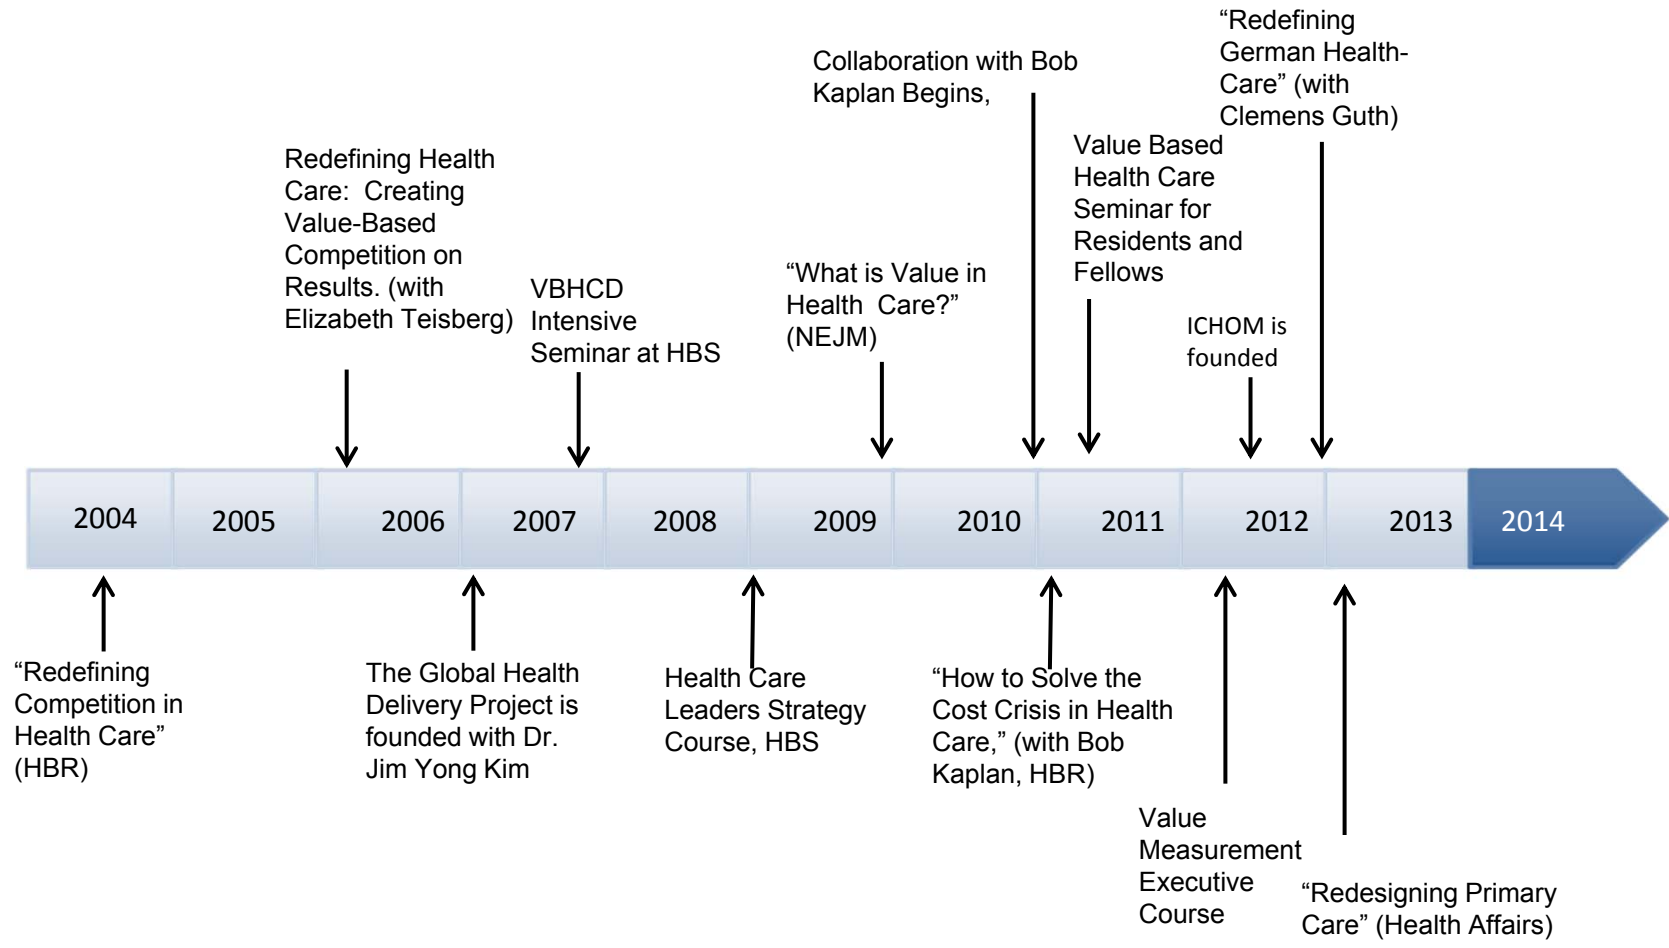 “Redefining
German Health-
Care” (with
Clemens Guth)
Collaboration with Bob
Kaplan Begins,
Value Based
Health Care
Seminar for
Residents and
Fellows
Redefining Health
Care:  Creating
Value-Based
Competition on
Results. (with
Elizabeth Teisberg)
VBHCD
Intensive
Seminar at HBS
“What is Value in
Health  Care?”
(NEJM)
ICHOM is
founded
2004
2005
2006
2007
2008
2009
2010
2011
2012
2013
2014
“Redefining
Competition in
Health Care”
(HBR)
The Global Health
Delivery Project is
founded with Dr.
Jim Yong Kim
Health Care
Leaders Strategy
Course, HBS
“How to Solve the
Cost Crisis in Health
Care,” (with Bob
Kaplan, HBR)
Value
Measurement
Executive
Course
“Redesigning Primary
Care” (Health Affairs)